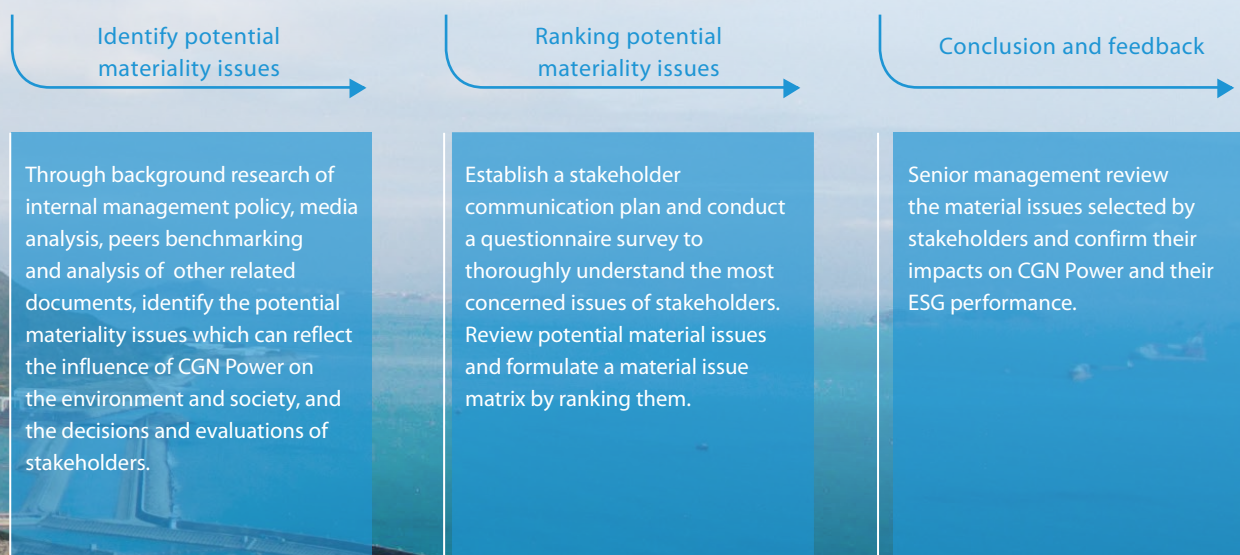 Identify potential
materiality issues
Through background research of
internal management policy, media
analysis, peers benchmarking
and analysis of other related
documents, identify the potential
materiality issues which can reflect
the influence of CGN Power on
the environment and society, and
the decisions and evaluations of
stakeholders.
Ranking potential
materiality issues
Establish a stakeholder
communication plan and conduct
a questionnaire survey to
thoroughly understand the most
concerned issues of stakeholders.
Review potential material issues
and formulate a material issue
matrix by ranking them.
Conclusion and feedback
Senior management review
the material issues selected by
stakeholders and confirm their
impacts on CGN Power and their
ESG performance.